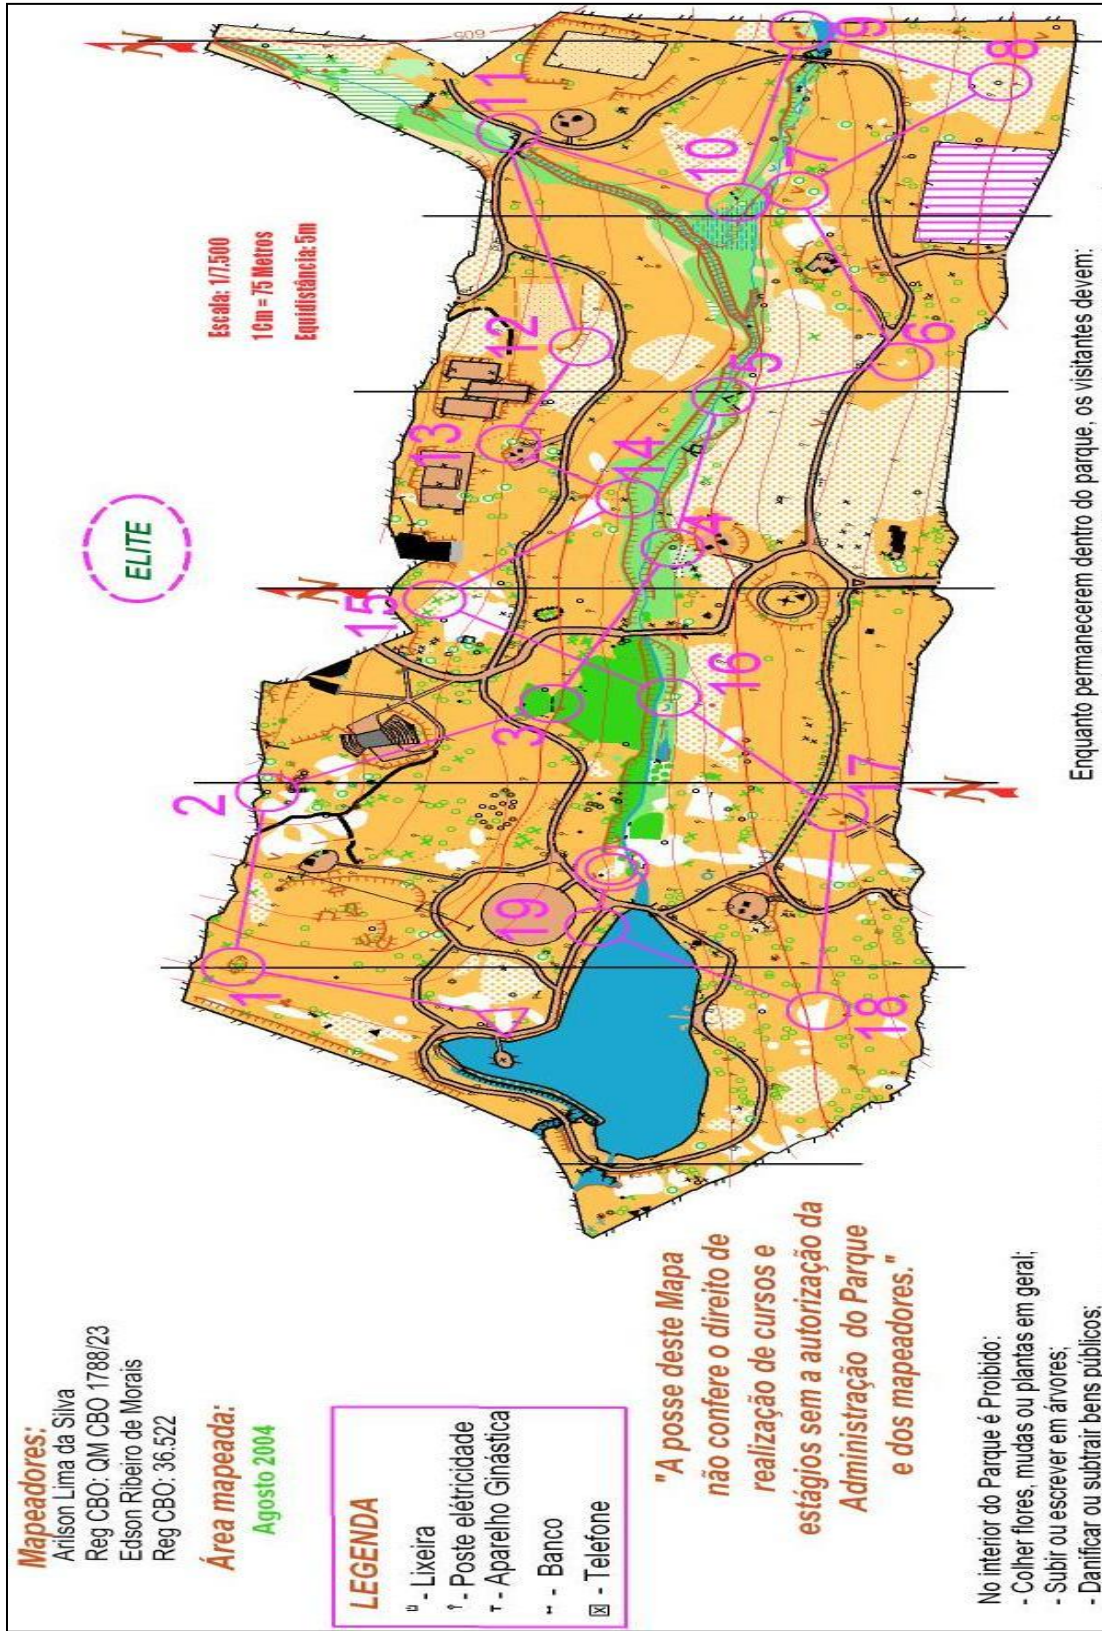 Mapeadores:
Arilson Lima da Silva
Reg CBO: QM CBO 1788/23
Edson Ribeiro de Morais
Reg CBO: 36.522
Área mapeada:
Agosto 2004
LEGENDA
- Lixeira
- Poste elétricidade
- Aparelho Ginástica
- Banco
- Telefone
"A posse deste Mapa
não confere o direito de
realização de cursos e
estágios sem a autorização da
Administração do Parque
e dos mapeadores."
No interior do Parque é Proibido:
- Colher flores, mudas ou plantas em geral;
- Subir ou escrever em árvores;
- Danificar ou subtrair bens públicos;
ELITE
Escala: 1/7.500
1 Cm = 75 Metros
Equidistância: 5m
N
N
N
605
1
2
3
4
5
6
7
8
9
10
11
12
13
14
15
16
17
18
19
Enquanto permanecerem dentro do parque, os visitantes devem: